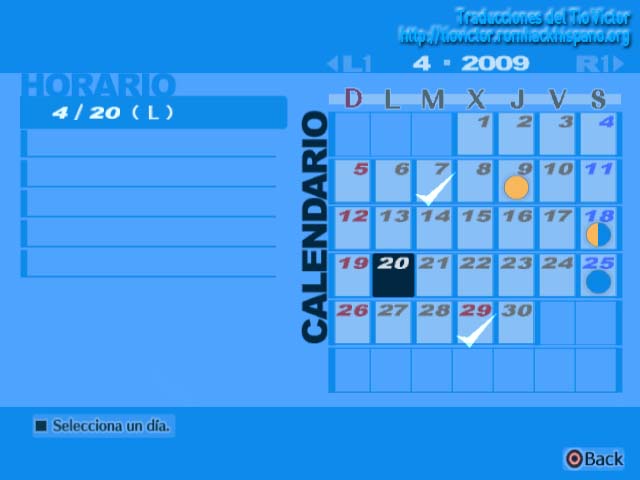 Traducciones del TioVictor
http://tiovictor.romhackhispano.org
L1 4 · 2009 R1
HORARIO
4 / 20 ( L )
CALENDARIO
D L M X J V S
1 2 3 4
5 6 7 8 9 10 11
12 13 14 15 16 17 18
19 20 21 22 23 24 25
26 27 28 29 30
Selecciona un día.
Back